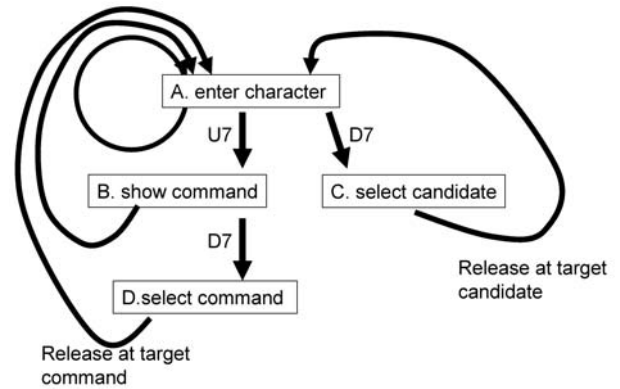 A. enter character
U7
D7
B. show command
C. select candidate
D7
D.select command
Release at target
candidate
Release at target
command